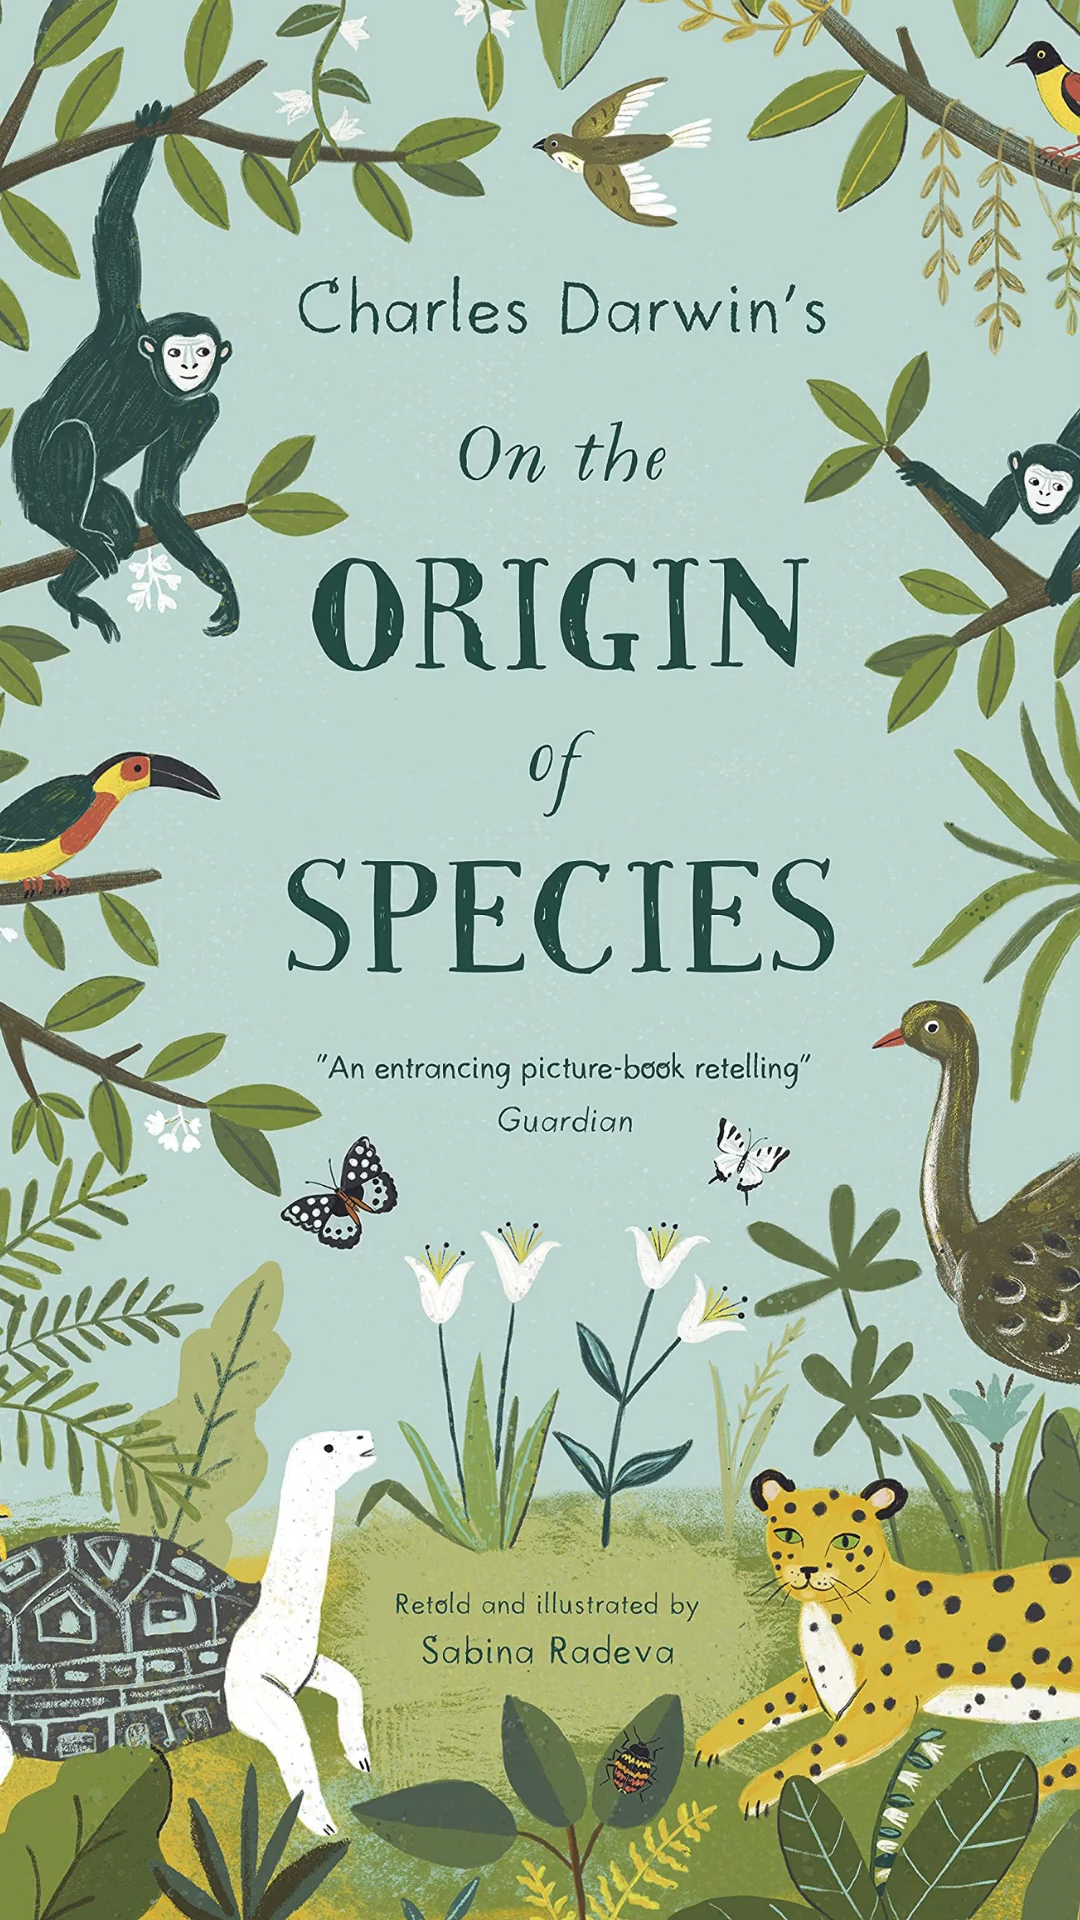 Charles Darwin's
On the
ORIGIN
of
SPECIES
"An entrancing picture-book retelling"
Guardian
Retold and illustrated by
Sabina Radeva